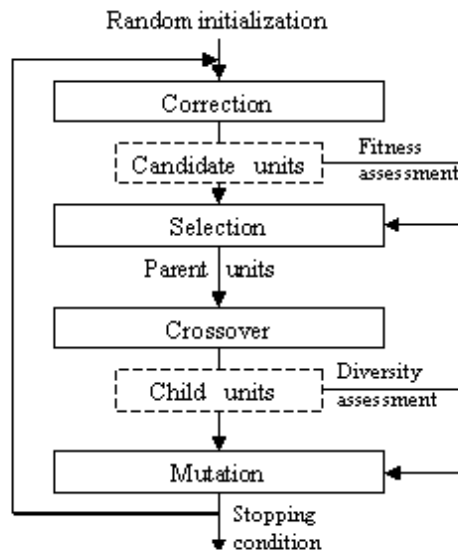 Random initialization
Correction
Candidate units
Fitness
assessment
Selection
Parent units
Crossover
Child units
Diversity
assessment
Mutation
Stopping
condition